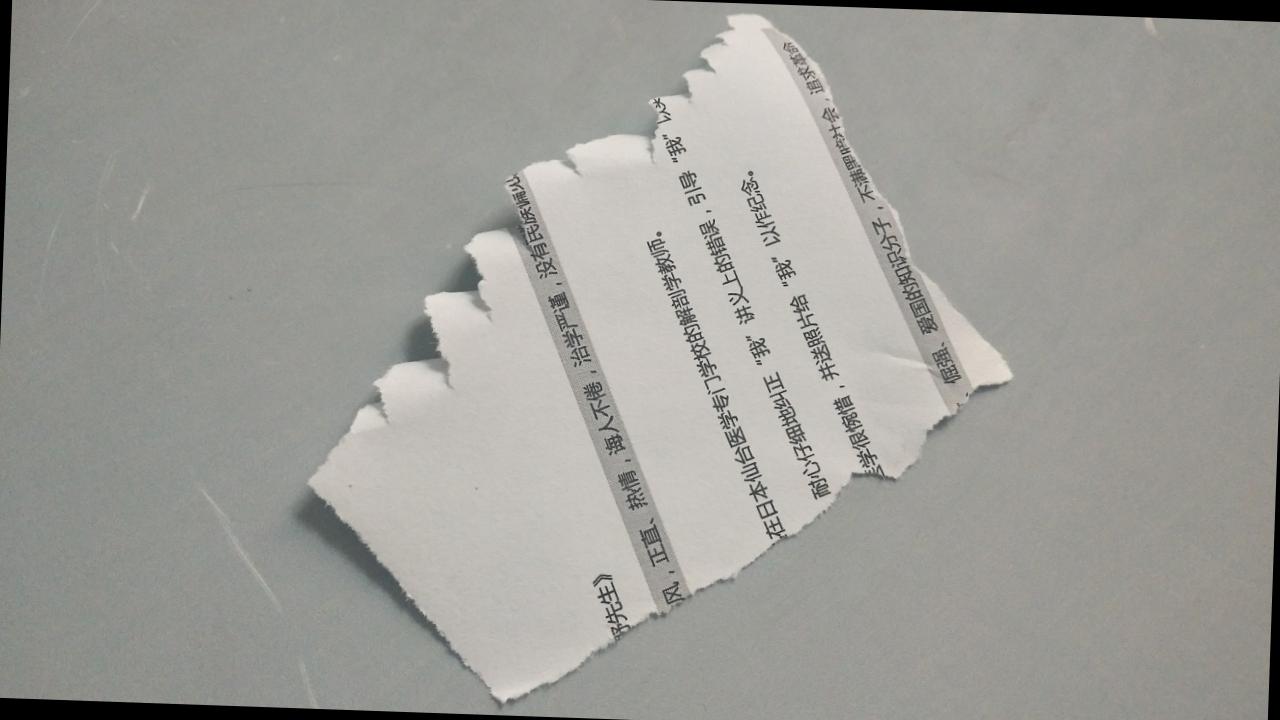 野先生》
风，正直、热情，诲人不倦，治学严谨，没有民族偏见
在日本仙台医学专门学校的解剖学教师。
耐心仔细地纠正“我”讲义上的错误，引导“我”以
学很惋惜，并送照片给“我”以作纪念。
倔强、爱国的知识分子，不满黑暗社会，追求革命